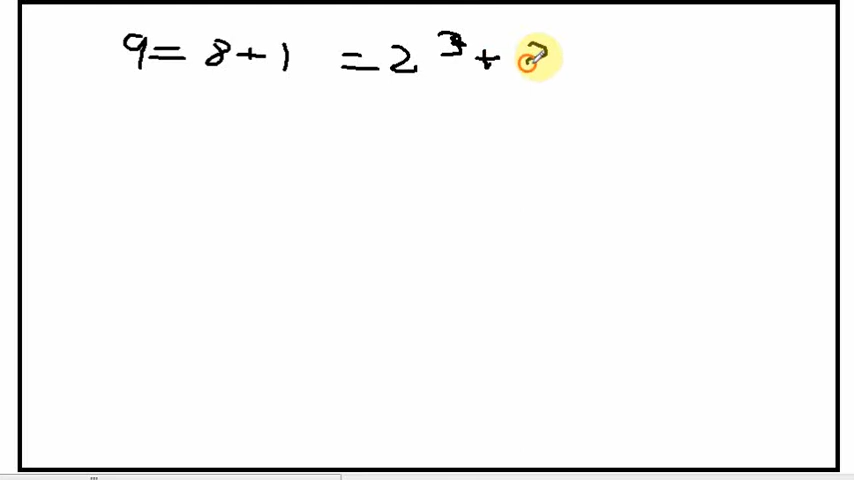 9 = 8 + 1 = 2³ +